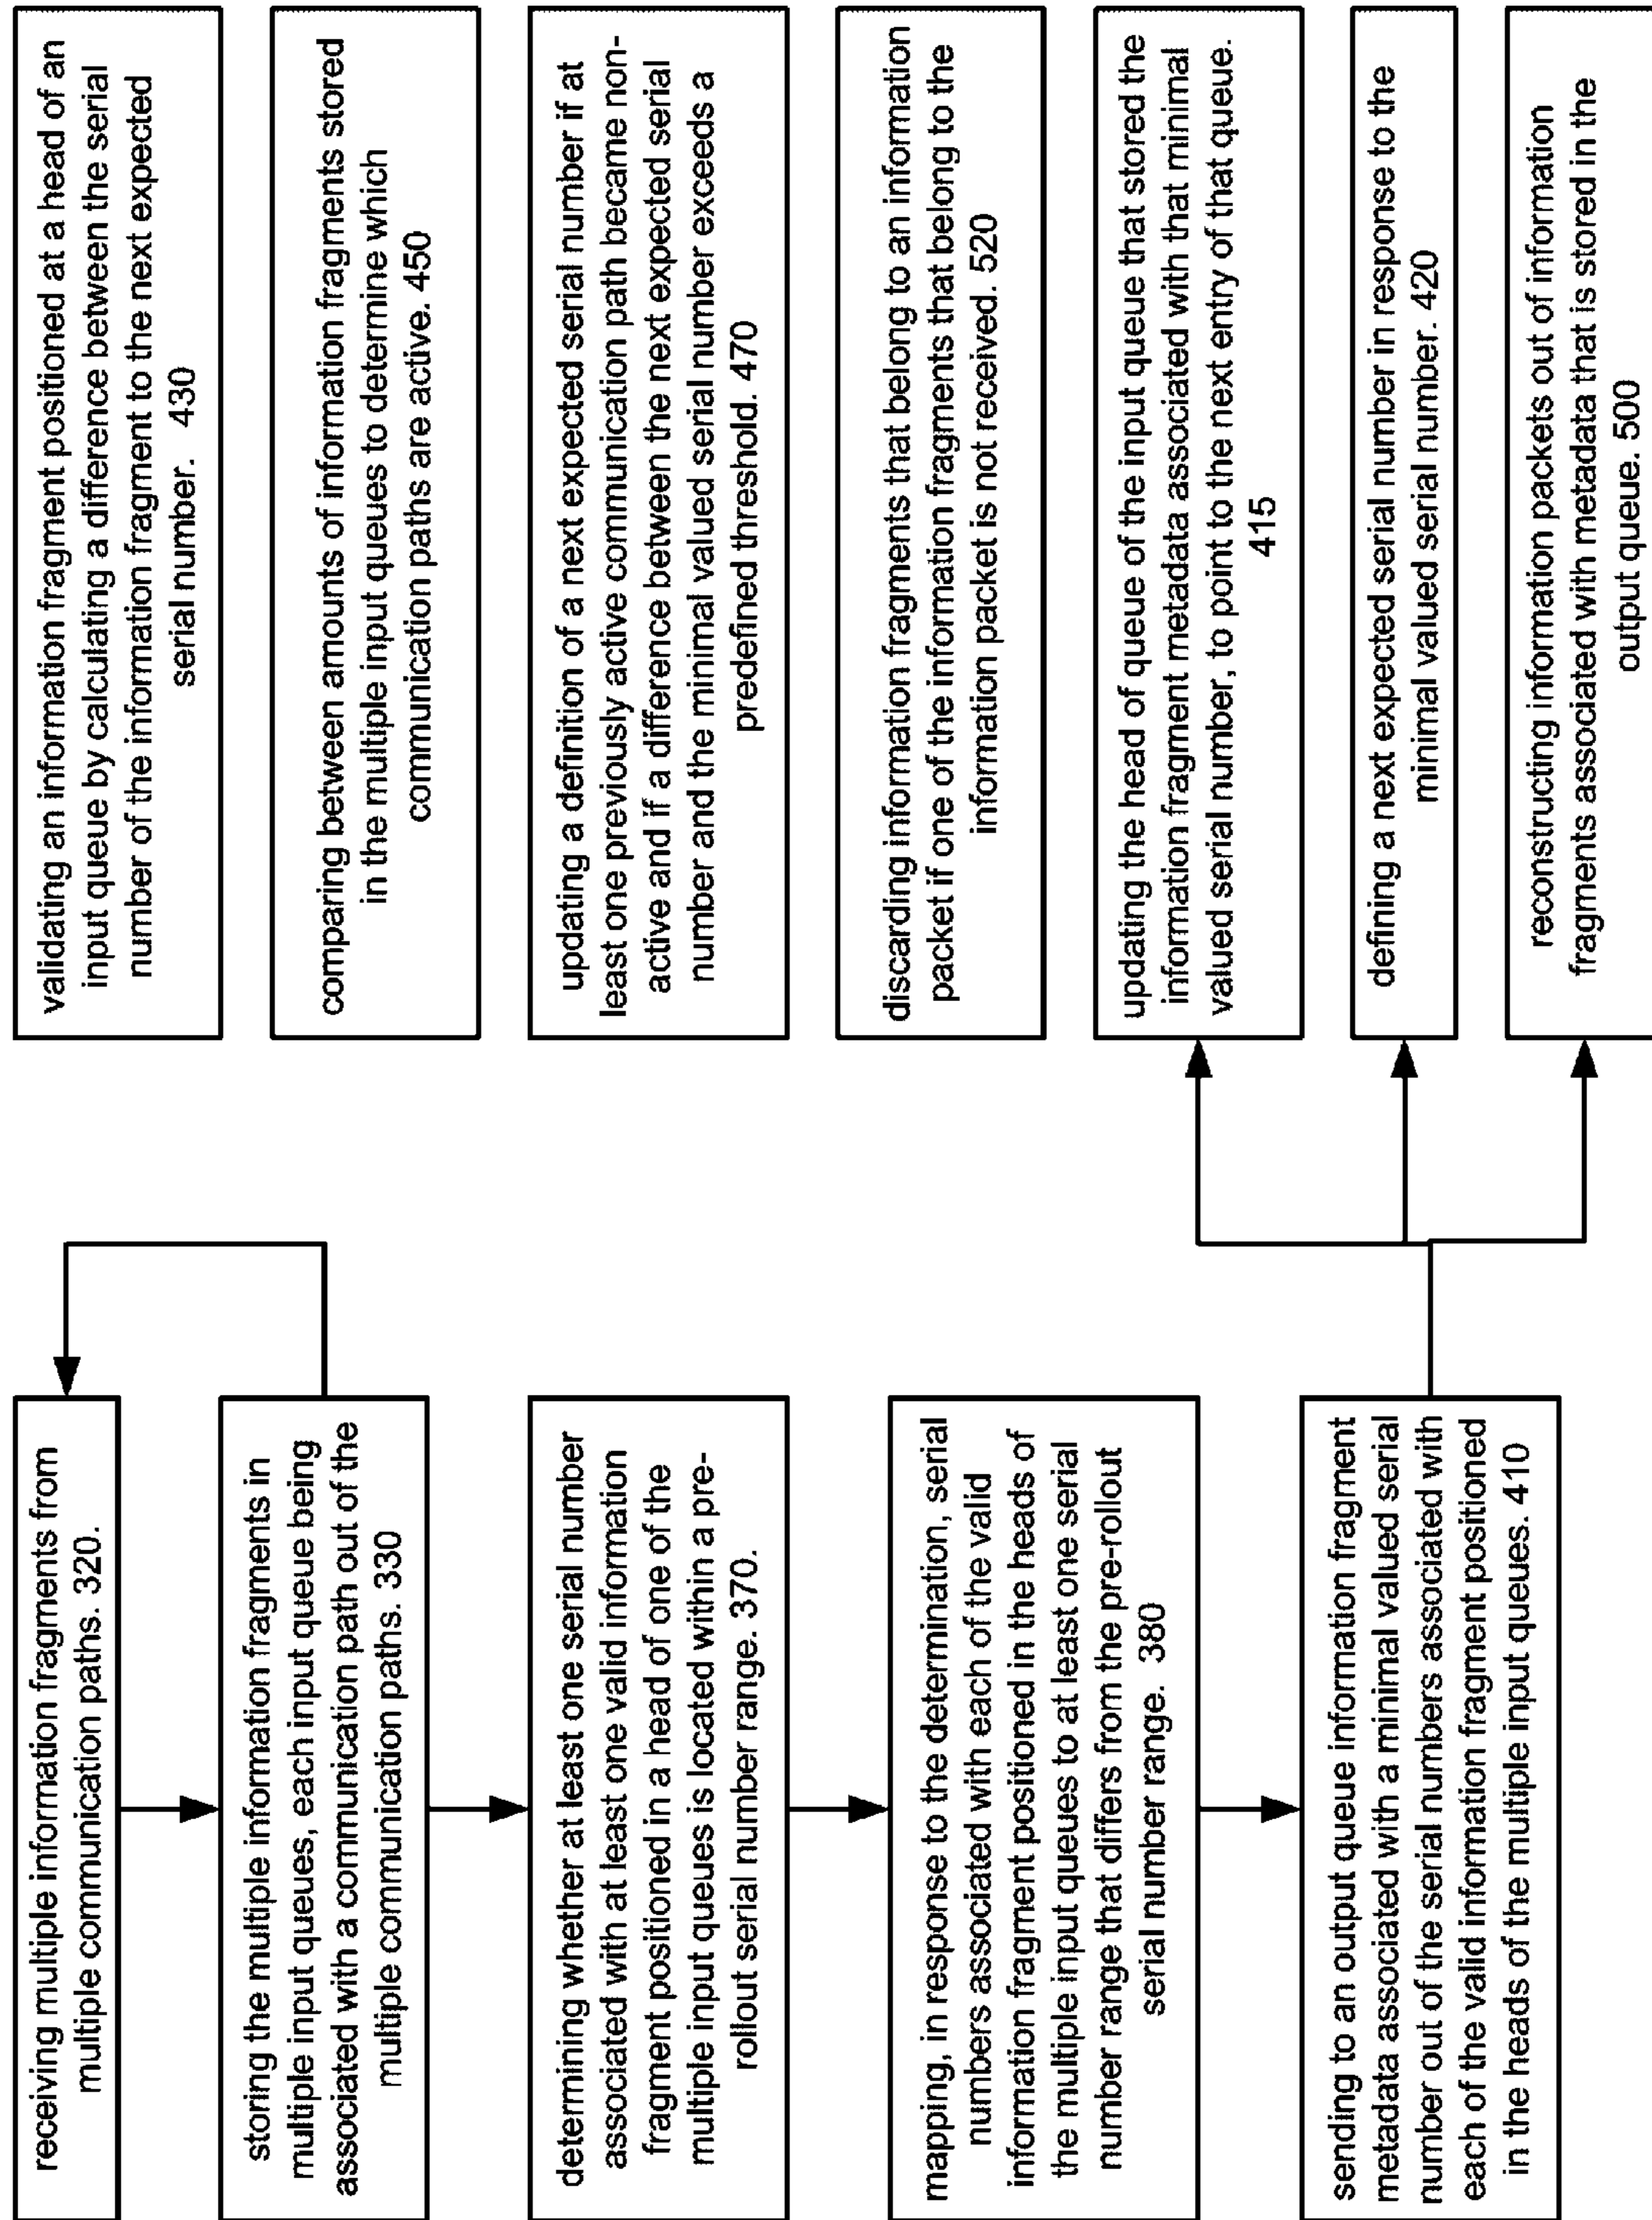 receiving multiple information fragments from
multiple communication paths. 320.
storing the multiple information fragments in
multiple input queues, each input queue being
associated with a communication path out of the
multiple communication paths. 330
determining whether at least one serial number
associated with at least one valid information
fragment positioned in a head of one of the
multiple input queues is located within a pre-
rollout serial number range. 370.
mapping, in response to the determination, serial
numbers associated with each of the valid
information fragment positioned in the heads of
the multiple input queues to at least one serial
number range that differs from the pre-rollout
serial number range. 380
sending to an output queue information fragment
metadata associated with a minimal valued serial
number out of the serial numbers associated with
each of the valid information fragment positioned
in the heads of the multiple input queues. 410
validating an information fragment positioned at a head of an
input queue by calculating a difference between the serial
number of the information fragment to the next expected
serial number. 430
comparing between amounts of information fragments stored
in the multiple input queues to determine which
communication paths are active. 450
updating a definition of a next expected serial number if at
least one previously active communication path became non-
active and if a difference between the next expected serial
number and the minimal valued serial number exceeds a
predefined threshold. 470
discarding information fragments that belong to an information
packet if one of the information fragments that belong to the
information packet is not received. 520
updating the head of queue of the input queue that stored the
information fragment metadata associated with that minimal
valued serial number, to point to the next entry of that queue.
415
defining a next expected serial number in response to the
minimal valued serial number. 420
reconstructing information packets out of information
fragments associated with metadata that is stored in the
output queue. 500